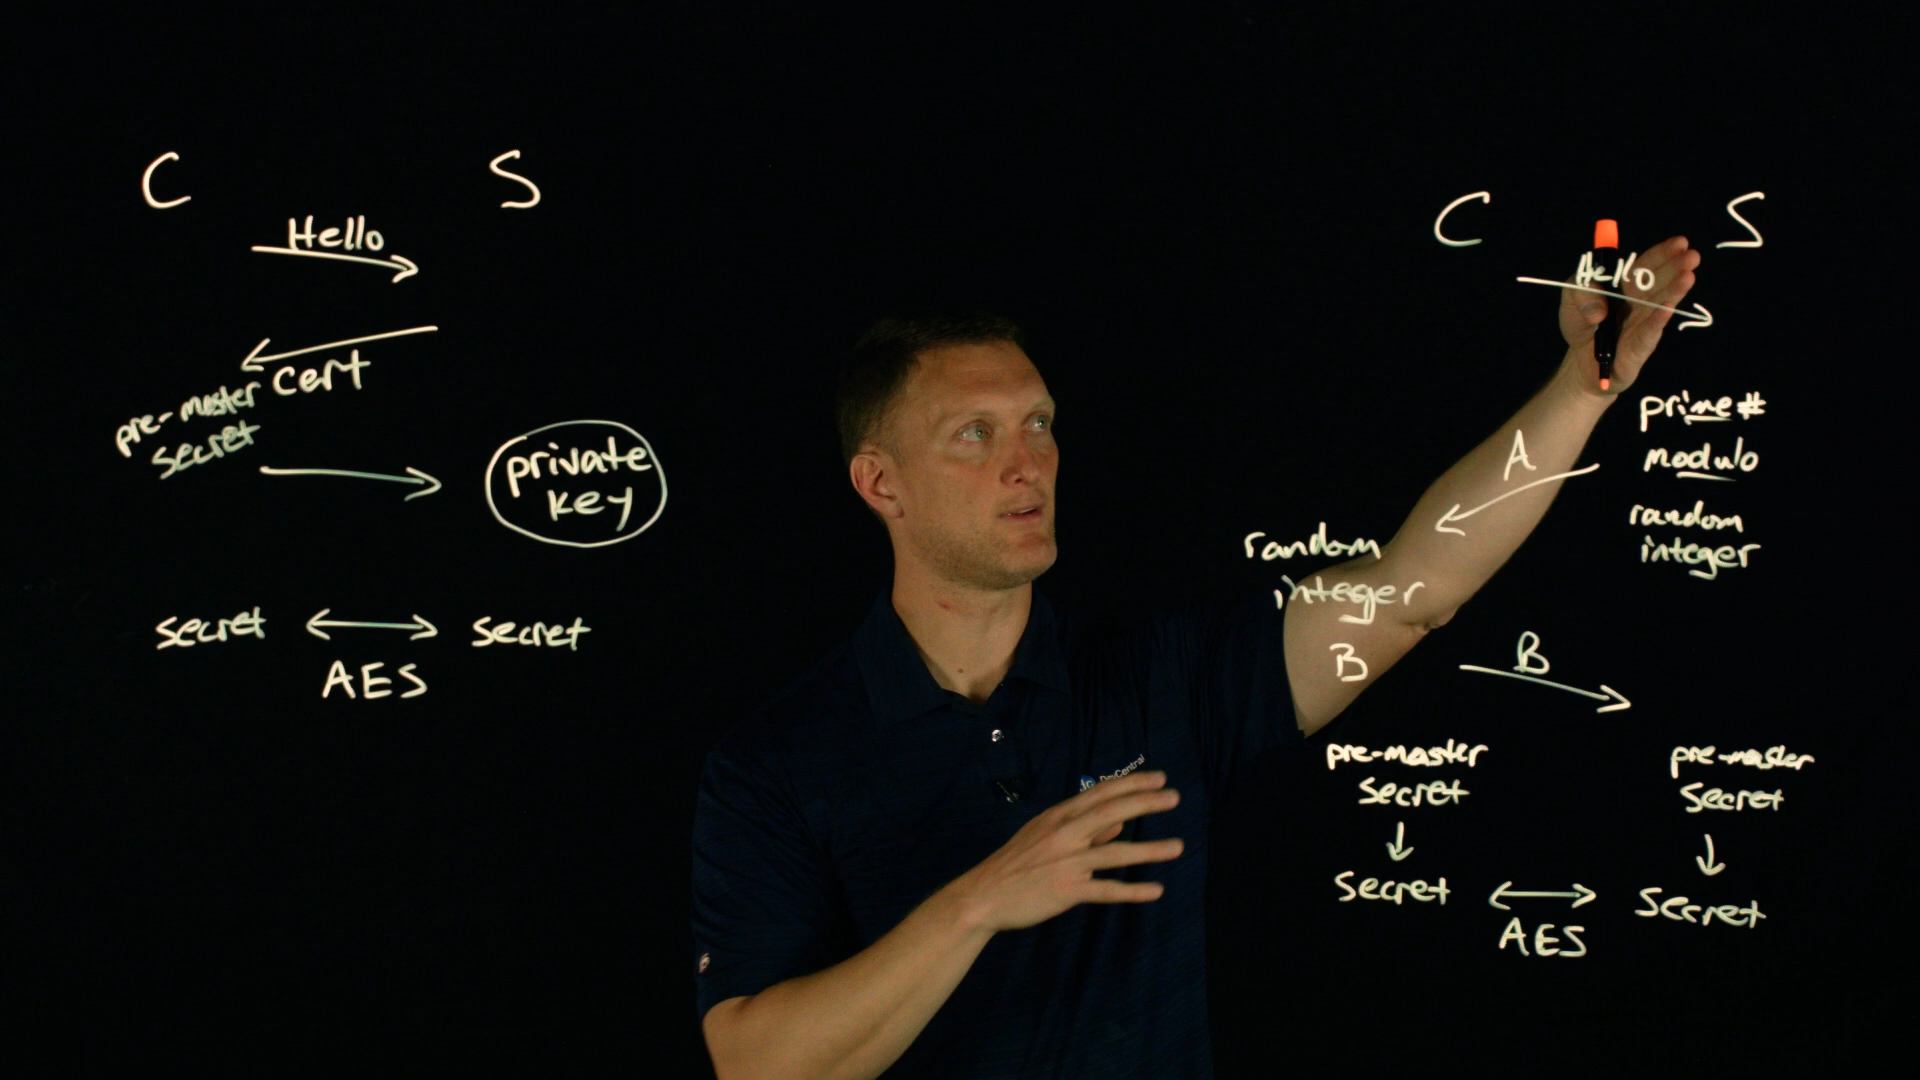 C
S
Hello
cert
pre-master
secret
private
key
secret
secret
AES
C
S
Hello
prime #
modulo
random
integer
A
random
integer
B
B
pre-master
secret
pre-master
secret
secret
secret
AES
DevCentral